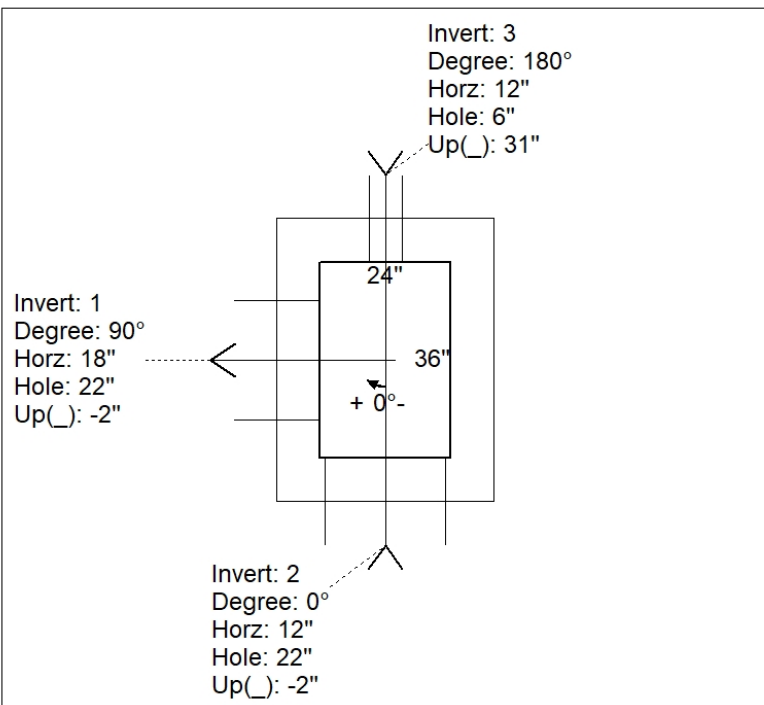 Invert: 3
Degree: 180°
Horz: 12"
Hole: 6"
Up(_): 31"
24"
Invert: 1
Degree: 90°
Horz: 18"
Hole: 22"
Up(_): -2"
36"
+ 0°-
Invert: 2
Degree: 0°
Horz: 12"
Hole: 22"
Up(_): -2"